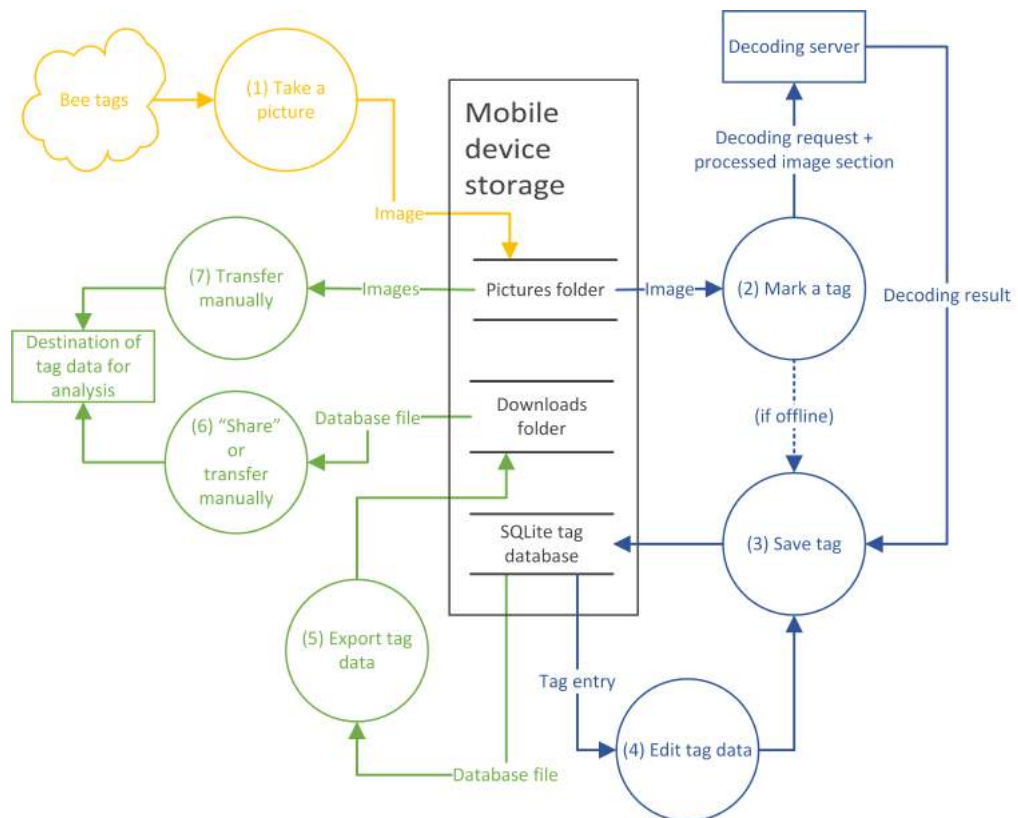 Bee tags
(1) Take a
picture
Decoding server
Mobile
device
storage
Decoding request +
processed image section
Image
(7) Transfer
manually
Images
Pictures folder
Image
(2) Mark a tag
Decoding result
Destination of
tag data for
analysis
(6) “Share”
or
transfer
manually
Database file
Downloads
folder
(if offline)
SQLite tag
database
(3) Save tag
(5) Export tag
data
Tag entry
(4) Edit tag data
Database file